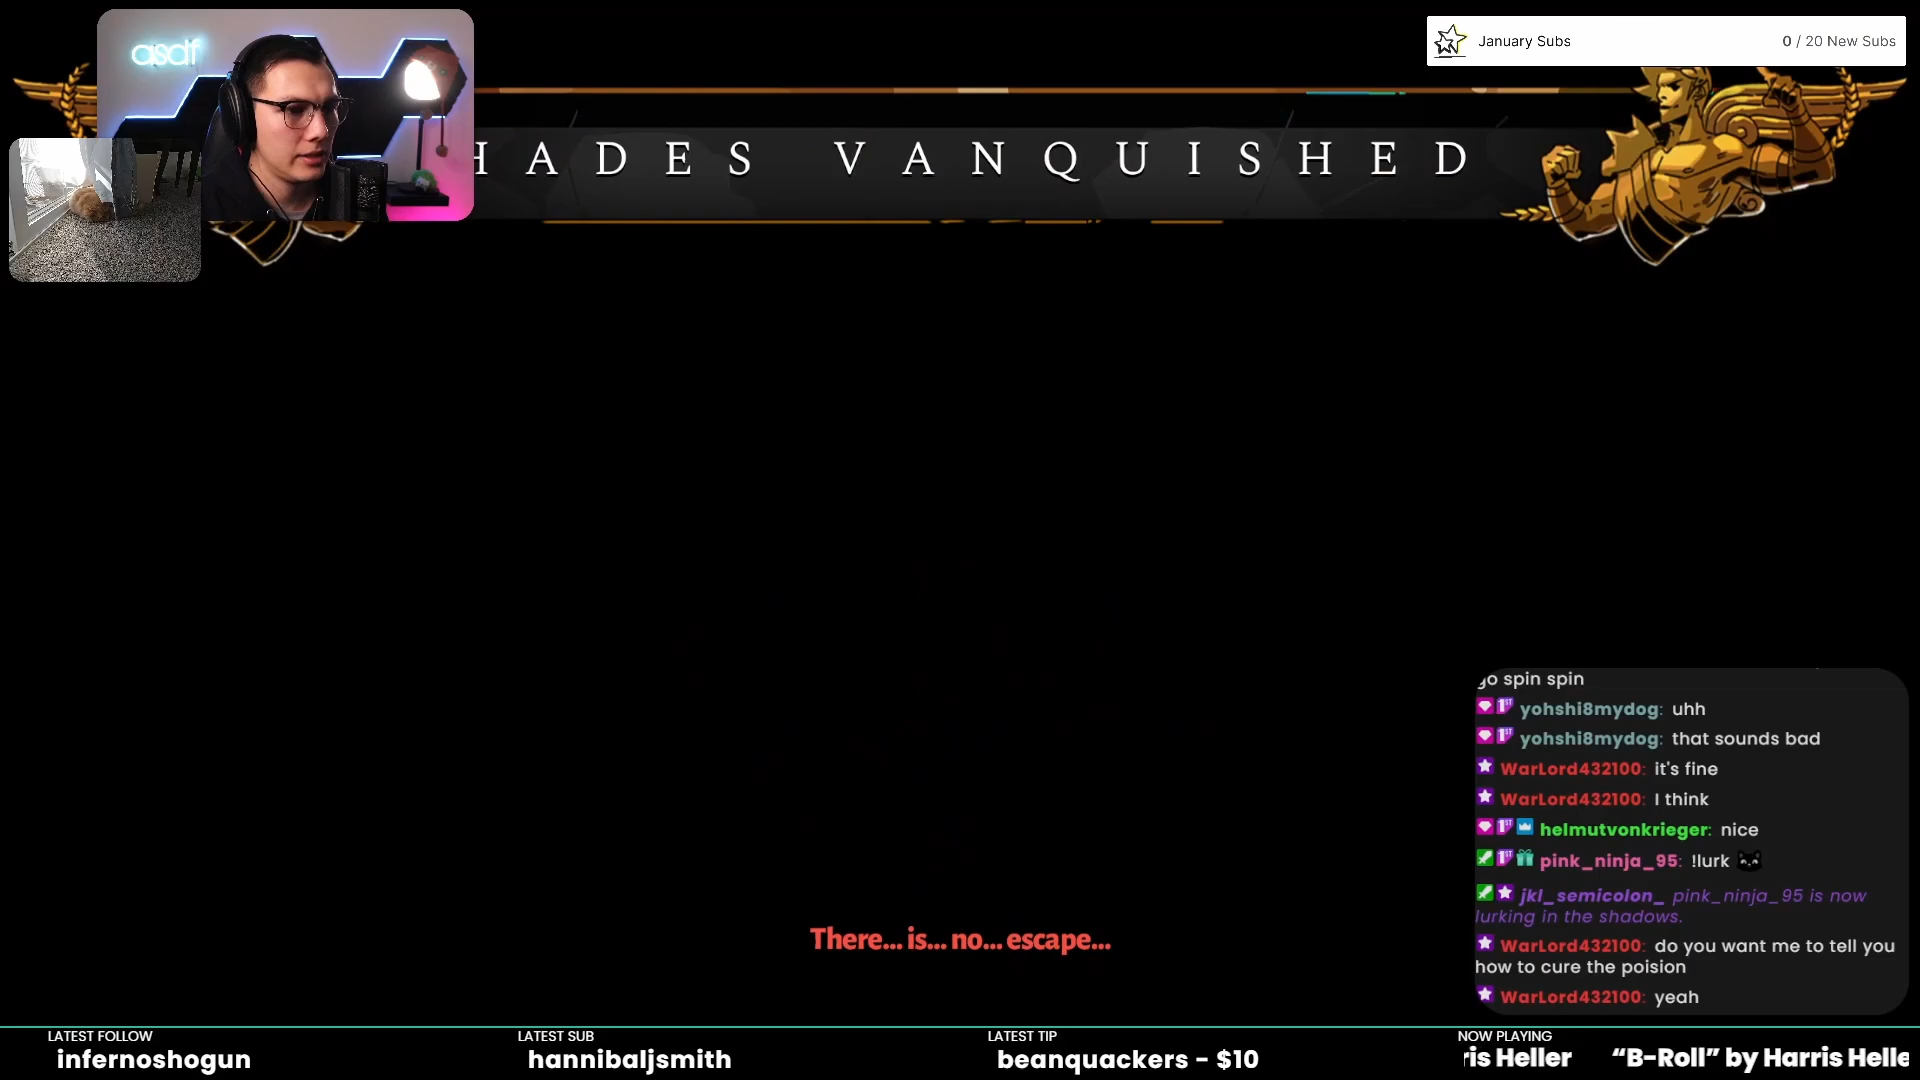 asdf
January Subs
0 / 20 New Subs
HADES VANQUISHED
go spin spin
yohshi8mydog: uhh
yohshi8mydog: that sounds bad
WarLord432100: it's fine
WarLord432100: I think
helmutvonkrieger: nice
pink_ninja_95: !lurk
jkl_semicolon_ pink_ninja_95 is now
lurking in the shadows.
WarLord432100: do you want me to tell you
how to cure the poision
WarLord432100: yeah
There... is... no... escape...
LATEST FOLLOW
infernoshogun
LATEST SUB
hannibaljsmith
LATEST TIP
beanquackers - $10
NOW PLAYING
ris Heller “B-Roll” by Harris Helle